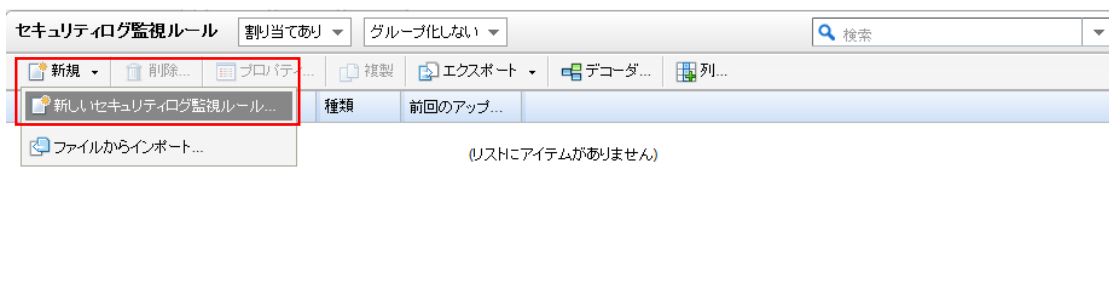 セキュリティログ監視ルール 割り当てあり グループ化しない 検索
新規 削除... プロパティ... 複製 エクスポート デコーダ... 列...
新しいセキュリティログ監視ルール... 種類 前回のアップ...
ファイルからインポート...
(リストにアイテムがありません)